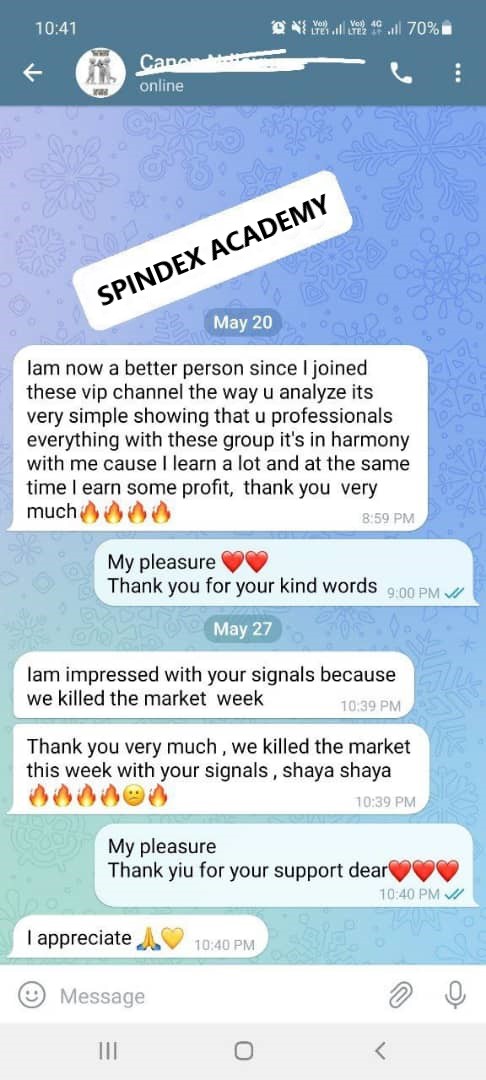 10:41
Vo)) LTE1 Vo)) LTE2 4G 70%
online
SPINDEX ACADEMY
May 20
Iam now a better person since I joined
these vip channel the way u analyze its
very simple showing that u professionals
everything with these group it's in harmony
with me cause I learn a lot and at the same
time I earn some profit, thank you very
much🔥🔥🔥🔥
8:59 PM
My pleasure ❤️❤️
Thank you for your kind words
9:00 PM
May 27
Iam impressed with your signals because
we killed the market week
10:39 PM
Thank you very much , we killed the market
this week with your signals , shaya shaya
🔥🔥🔥🔥😕🔥
10:39 PM
My pleasure
Thank yiu for your support dear❤️❤️❤️
10:40 PM
I appreciate 🙏💛
10:40 PM
Message